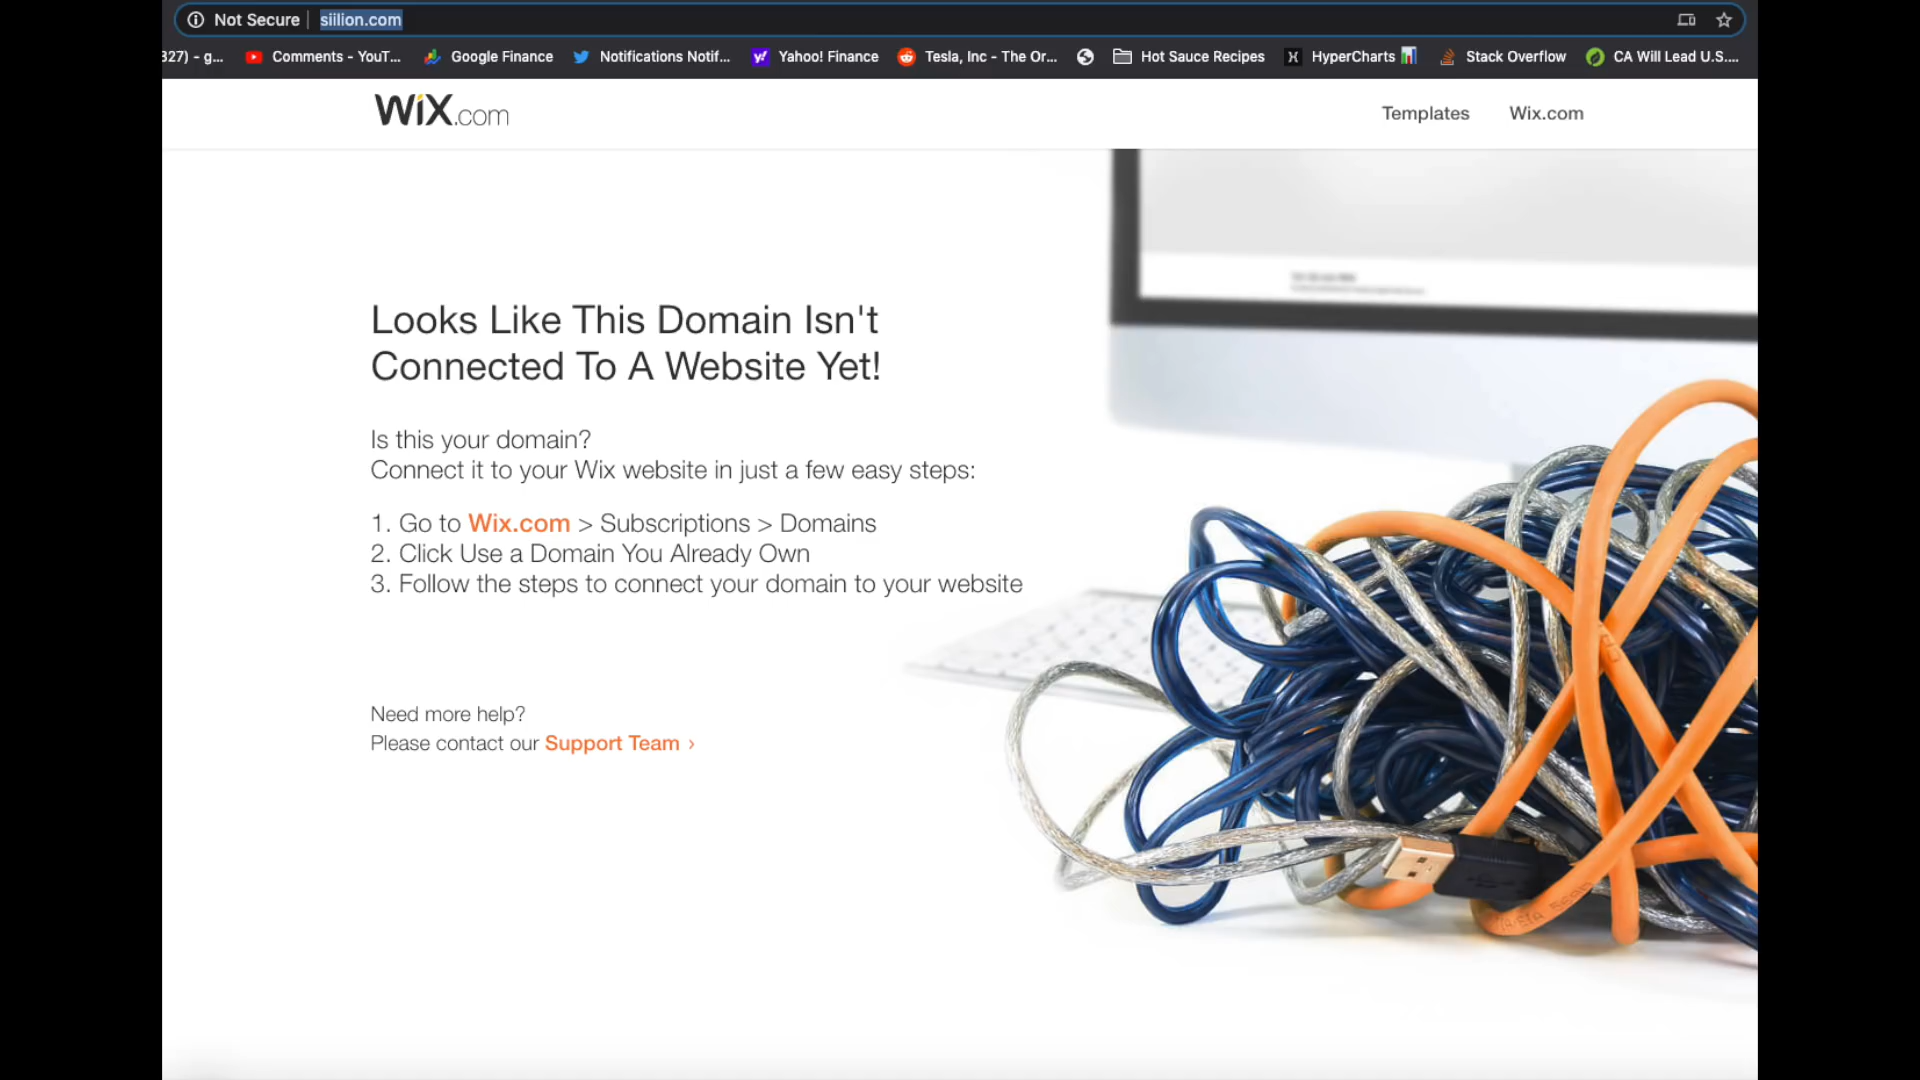 Not Secure | siilion.com
327) - g... Comments - YouT... Google Finance Notifications Notif... Yahoo! Finance Tesla, Inc - The Or... Hot Sauce Recipes HyperCharts Stack Overflow CA Will Lead U.S....
WiX.com Templates Wix.com
Looks Like This Domain Isn't
Connected To A Website Yet!
Is this your domain?
Connect it to your Wix website in just a few easy steps:
1. Go to Wix.com > Subscriptions > Domains
2. Click Use a Domain You Already Own
3. Follow the steps to connect your domain to your website
Need more help?
Please contact our Support Team ›